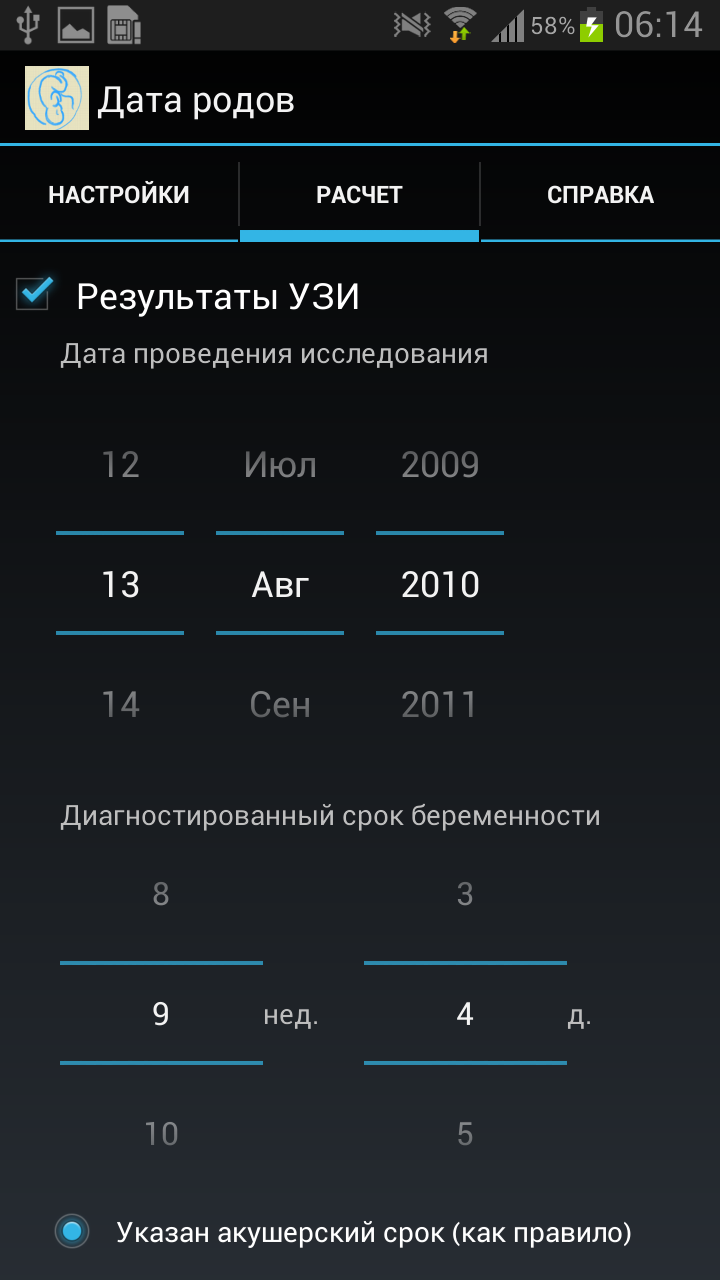 58% 06:14
Дата родов
НАСТРОЙКИ РАСЧЕТ СПРАВКА
Результаты УЗИ
Дата проведения исследования
12 Июл 2009
13 Авг 2010
14 Сен 2011
Диагностированный срок беременности
8 3
9 нед. 4 д.
10 5
Указан акушерский срок (как правило)